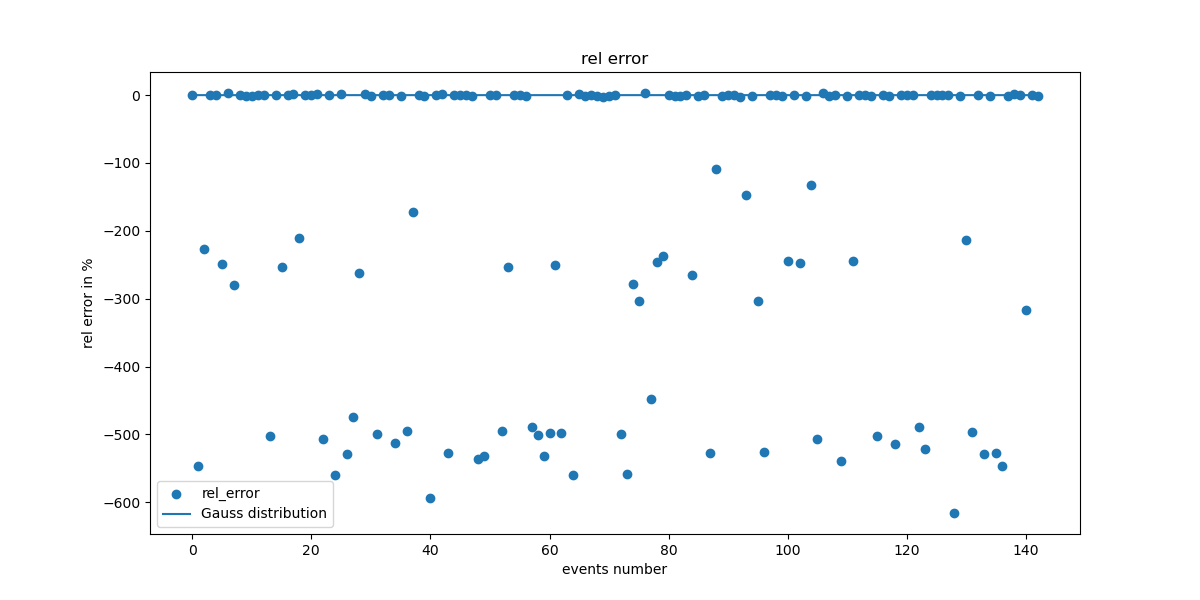 rel error
0
−100
−200
−300
−400
−500
−600
rel error in %
rel_error
Gauss distribution
0 20 40 60 80 100 120 140
events number